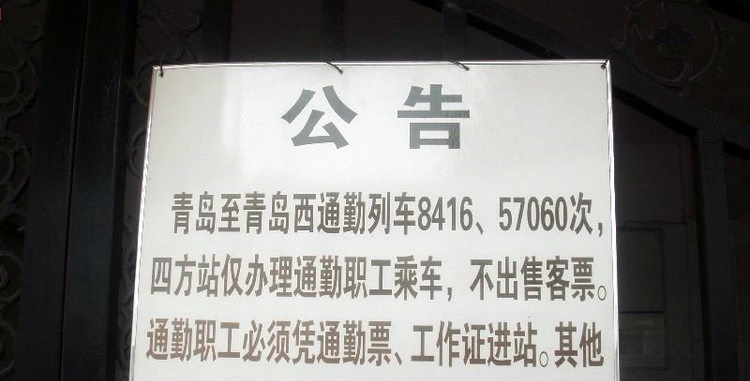 公告
青岛至青岛西通勤列车8416、57060次，
四方站仅办理通勤职工乘车，不出售客票。
通勤职工必须凭通勤票、工作证进站。其他